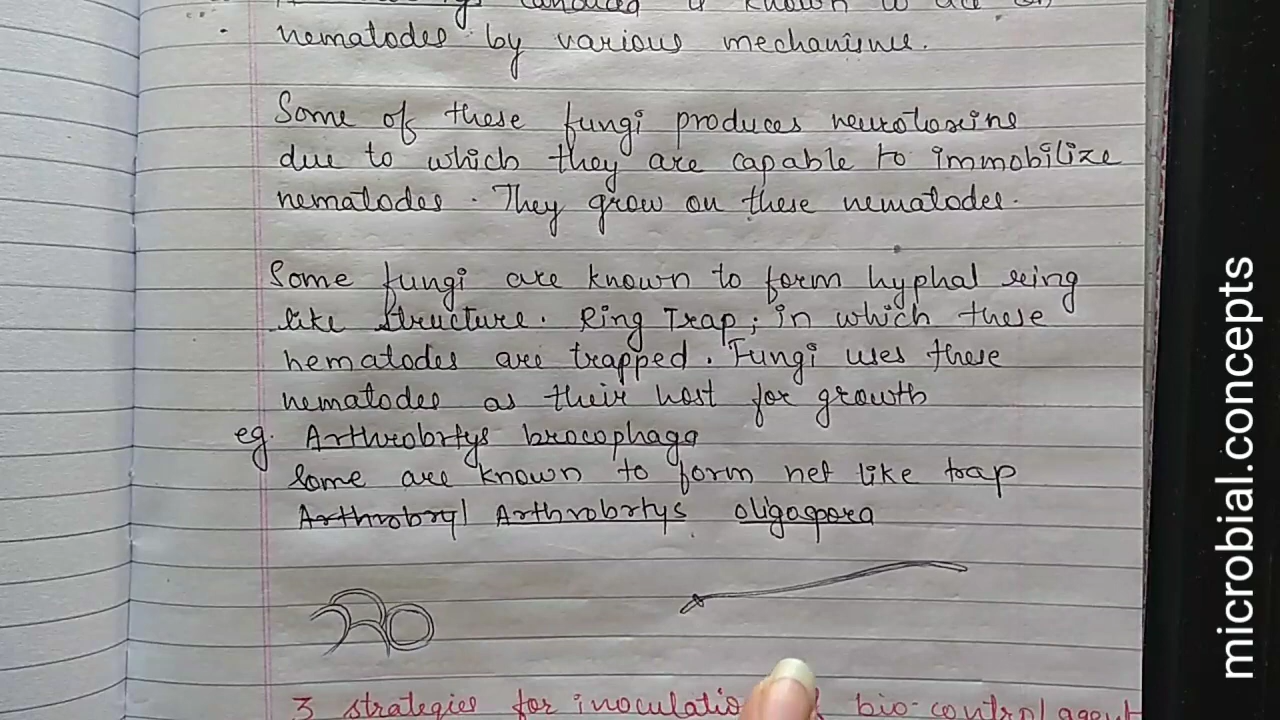 nematodes by various mechanisms.
Some of these fungi produces neurotoxins
due to which they are capable to immobilize
nematodes. They grow on these nematodes.
Some fungi are known to form hyphal ring
like structure. Ring Trap; in which these
nematodes are trapped. Fungi uses these
nematodes as their host for growth
eg. Arthrobrtys brocophaga
Some are known to form net like trap
Arthrobryl Arthrobrtys oligospora
3 strategies for inoculatio bio-control agent
microbial.concepts